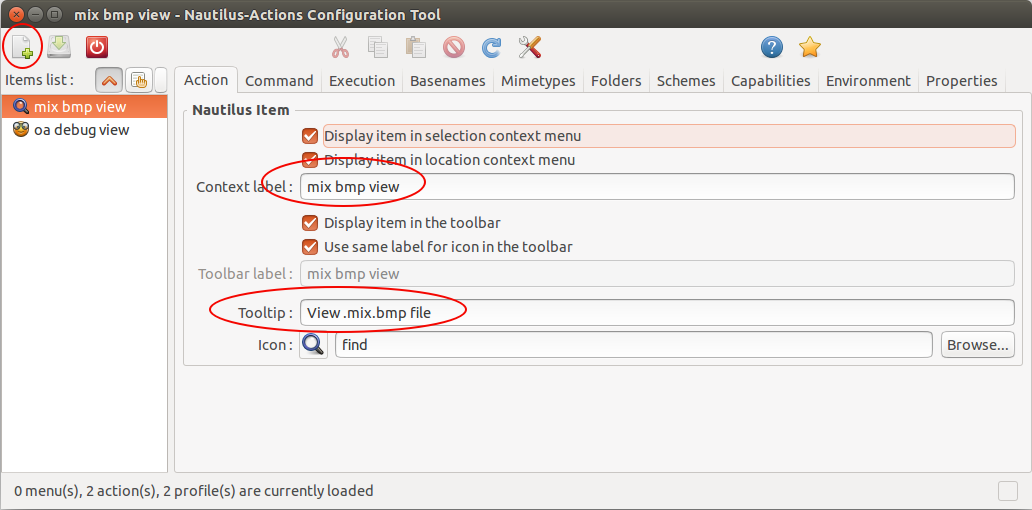 mix bmp view - Nautilus-Actions Configuration Tool
Items list :
Action Command Execution Basenames Mimetypes Folders Schemes Capabilities Environment Properties
mix bmp view
oa debug view
Nautilus Item
Display item in selection context menu
Display item in location context menu
Context label : mix bmp view
Display item in the toolbar
Use same label for icon in the toolbar
Toolbar label : mix bmp view
Tooltip : View .mix.bmp file
Icon : find Browse...
0 menu(s), 2 action(s), 2 profile(s) are currently loaded